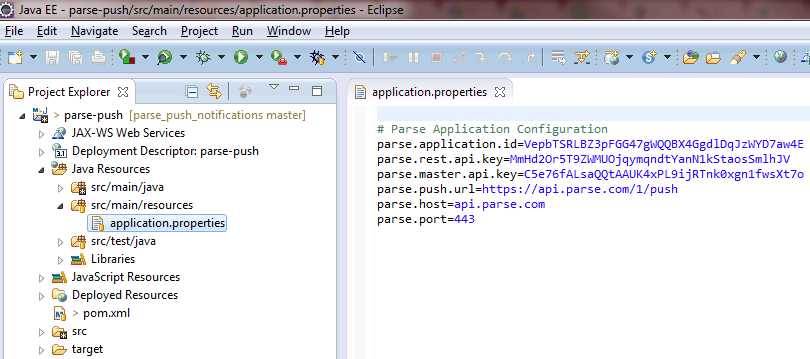 Java EE - parse-push/src/main/resources/application.properties - Eclipse
File Edit Navigate Search Project Run Window Help
Project Explorer
> parse-push [parse_push_notifications master]
JAX-WS Web Services
Deployment Descriptor: parse-push
Java Resources
src/main/java
src/main/resources
application.properties
src/test/java
Libraries
JavaScript Resources
Deployed Resources
> pom.xml
src
target
application.properties
# Parse Application Configuration
parse.application.id=VepbTSRLBZ3pFGG47gWQQBX4GgdlDqJzWYD7aw4E
parse.rest.api.key=MmHd2Or5T9ZWMUOjqymqndtYanN1kStaosSmlhJV
parse.master.api.key=C5e76fALsaQQtAAUK4xPL9ijRTnk0xgn1fwsXt7o
parse.push.url=https://api.parse.com/1/push
parse.host=api.parse.com
parse.port=443